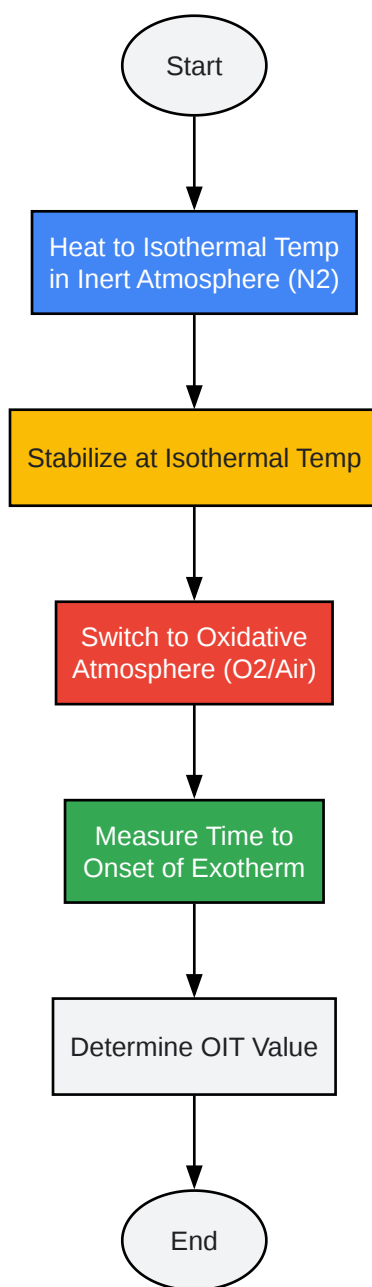 Start
Heat to Isothermal Temp
in Inert Atmosphere (N2)
Stabilize at Isothermal Temp
Switch to Oxidative
Atmosphere (O2/Air)
Measure Time to
Onset of Exotherm
Determine OIT Value
End